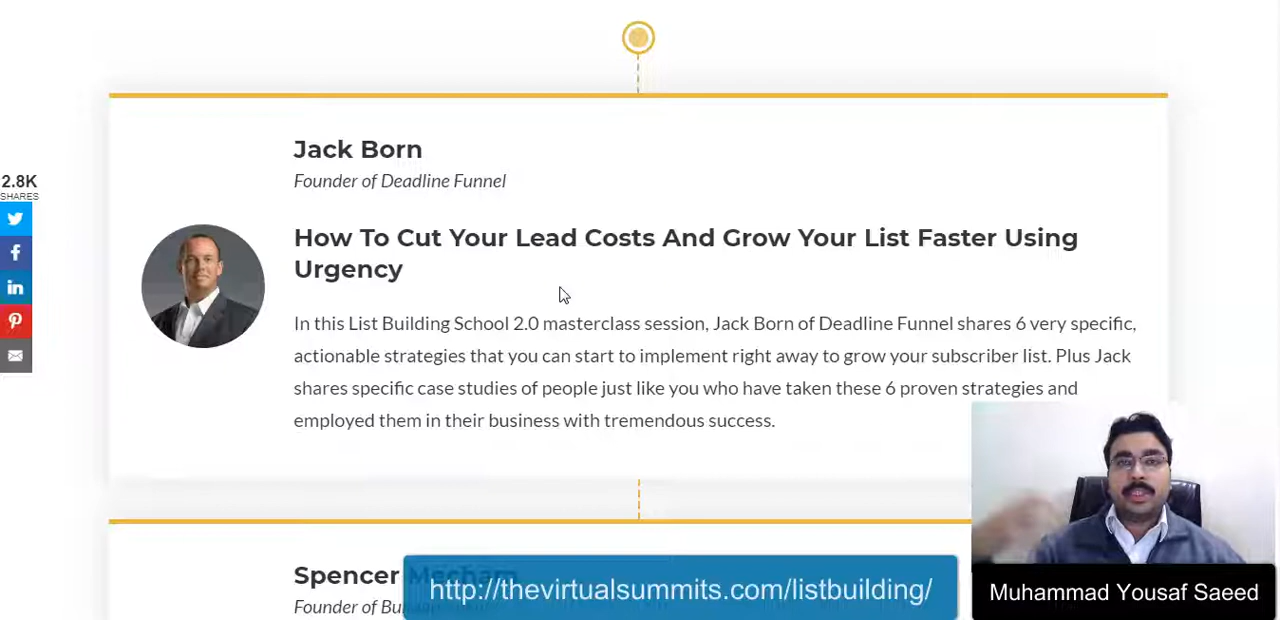 Jack Born
Founder of Deadline Funnel
2.8K
SHARES
How To Cut Your Lead Costs And Grow Your List Faster Using
Urgency
In this List Building School 2.0 masterclass session, Jack Born of Deadline Funnel shares 6 very specific,
actionable strategies that you can start to implement right away to grow your subscriber list. Plus Jack
shares specific case studies of people just like you who have taken these 6 proven strategies and
employed them in their business with tremendous success.
Spencer Mecham
Founder of
http://thevirtualsummits.com/listbuilding/
Muhammad Yousaf Saeed